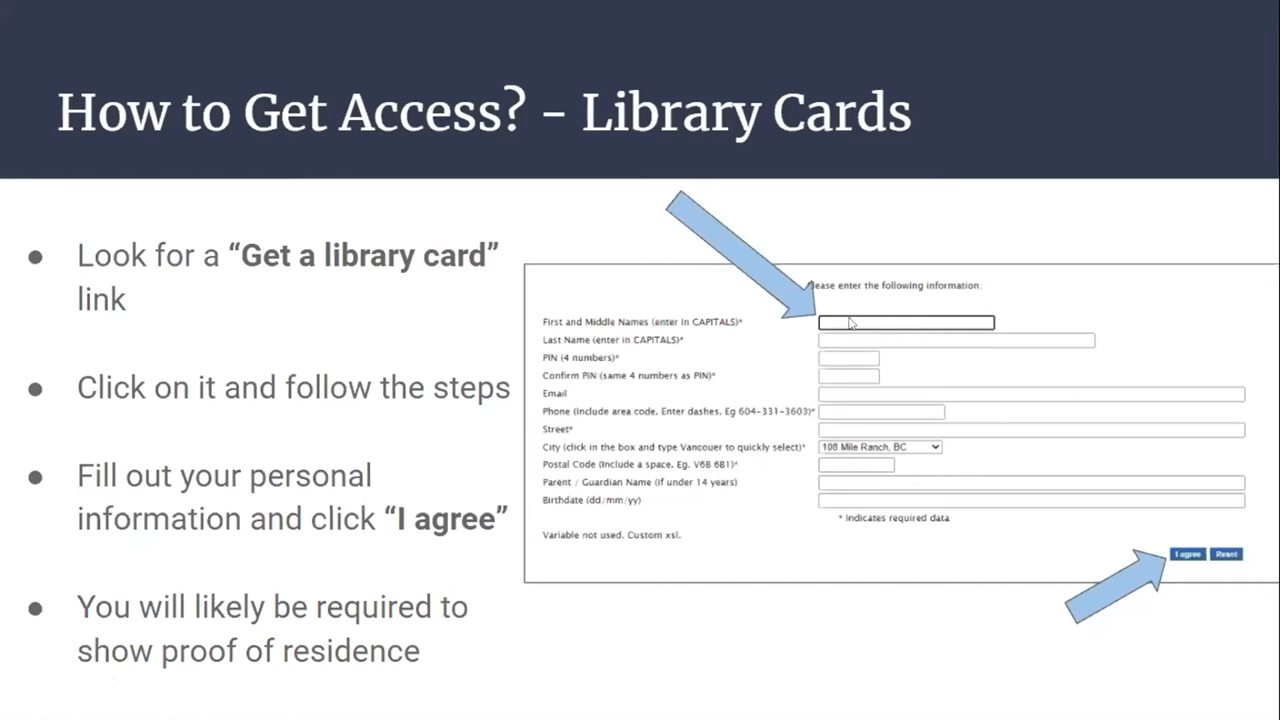 How to Get Access? - Library Cards
● Look for a “Get a library card”
link
● Click on it and follow the steps
● Fill out your personal
information and click “I agree”
● You will likely be required to
show proof of residence
Please enter the following information:
First and Middle Names (enter in CAPITALS)*
Last Name (enter in CAPITALS)*
PIN (4 numbers)*
Confirm PIN (same 4 numbers as PIN)*
Email
Phone (Include area code. Enter dashes. Eg 604-331-3603)*
Street*
City (click in the box and type Vancouver to quickly select)* 108 Mile Ranch, BC
Postal Code (Include a space. Eg. V6B 6B1)*
Parent / Guardian Name (if under 14 years)
Birthdate (dd/mm/yy)
* Indicates required data
Variable not used. Custom xsl.
I agree Reset